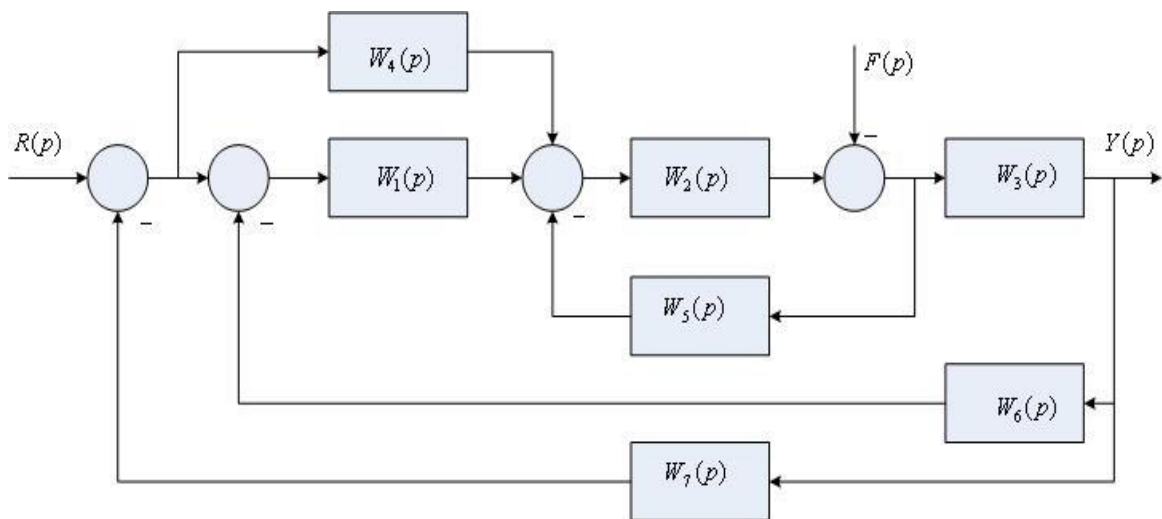 W₄(p)
F(p)
R(p)
W₁(p)
W₂(p)
W₃(p)
Y(p)
–
–
–
–
W₅(p)
W₆(p)
W₇(p)